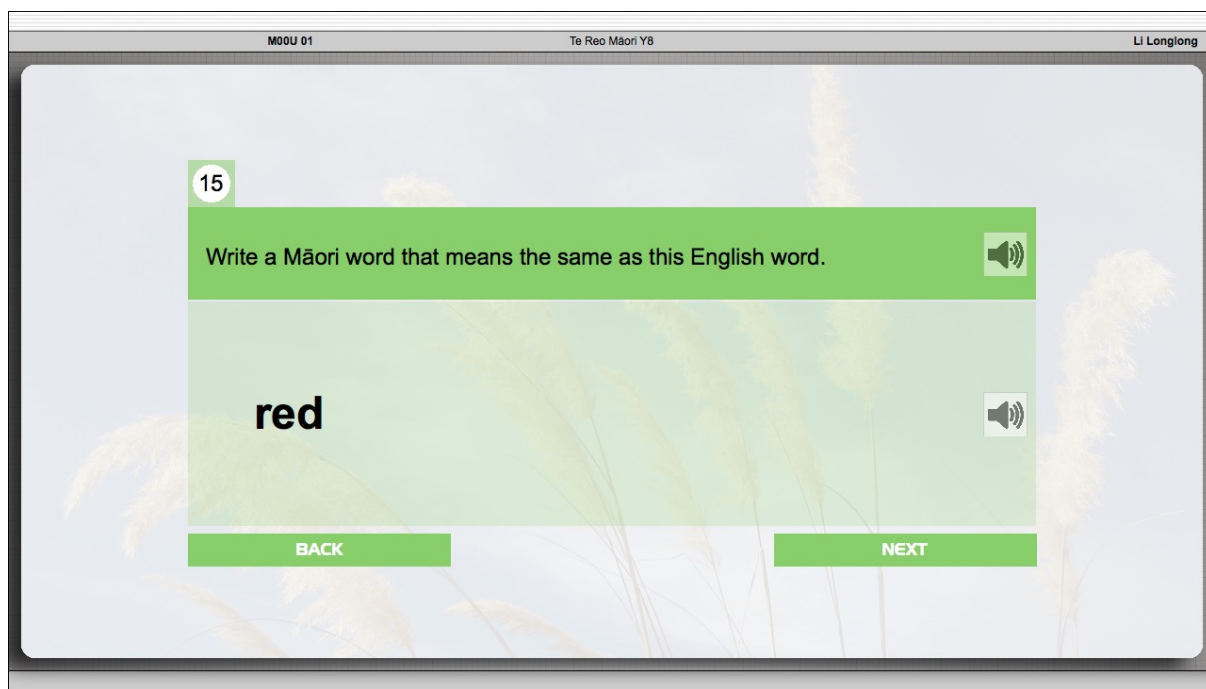 M00U 01 Te Reo Māori Y8 Li Longlong
15
Write a Māori word that means the same as this English word.
red
BACK NEXT